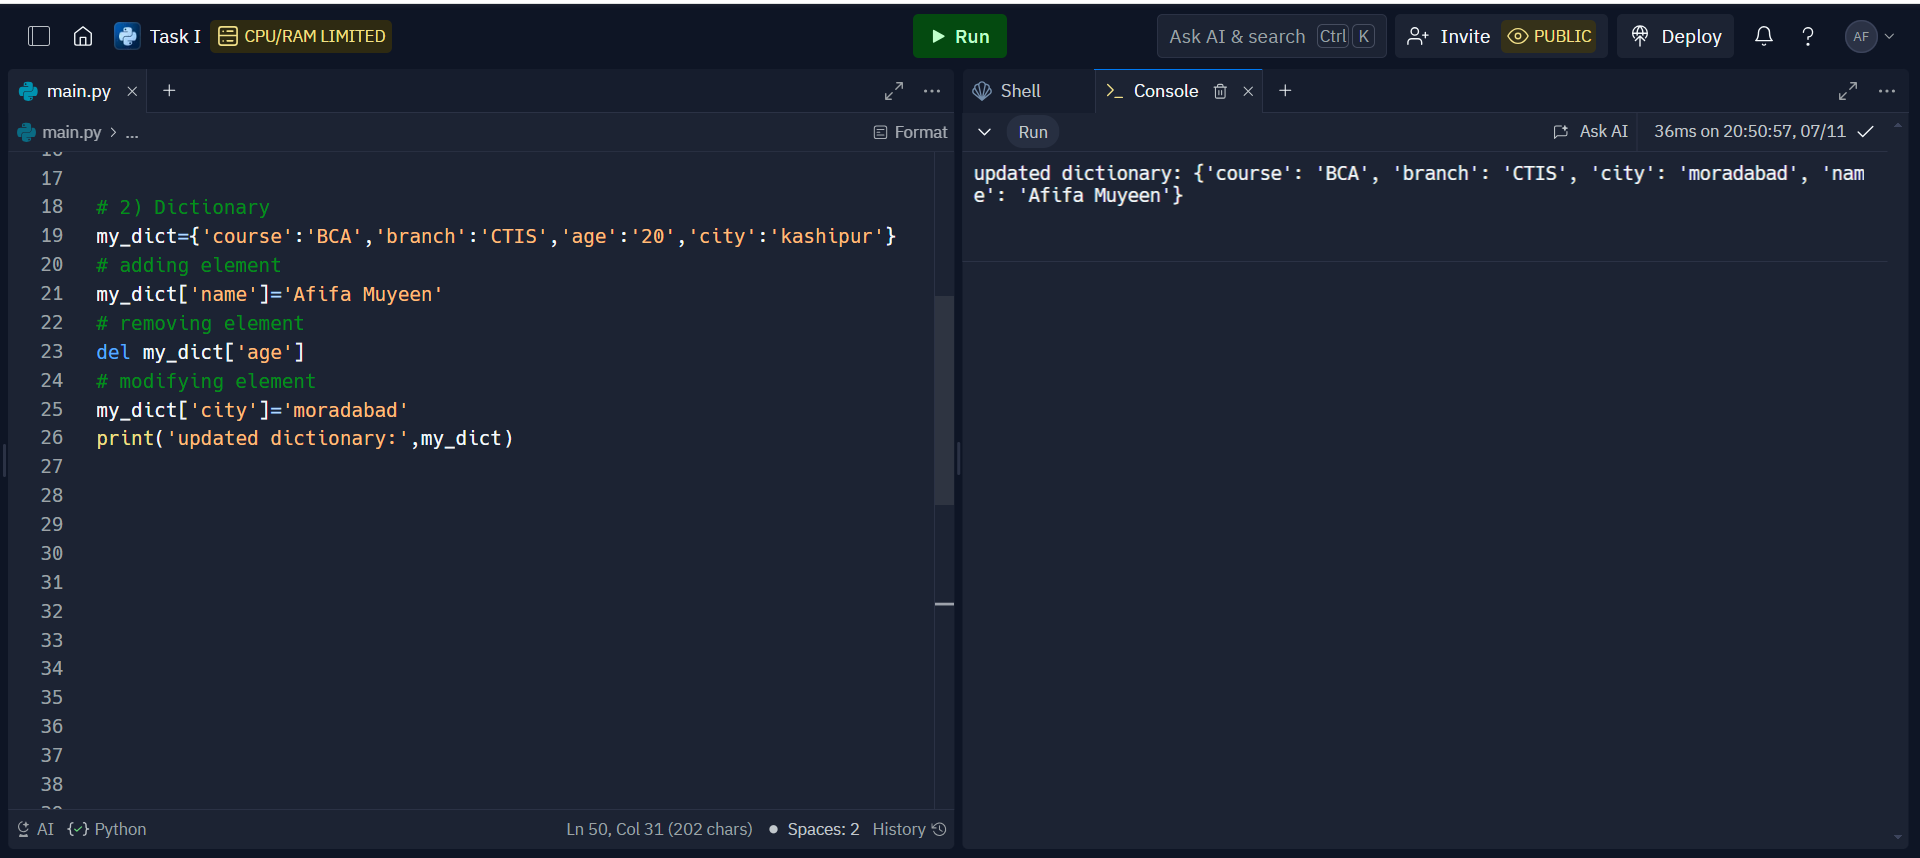 Task I CPU/RAM LIMITED Run Ask AI & search Ctrl K Invite PUBLIC Deploy ? AF
main.py
main.py > ... Format
17
18 # 2) Dictionary
19 my_dict={'course':'BCA','branch':'CTIS','age':'20','city':'kashipur'}
20 # adding element
21 my_dict['name']='Afifa Muyeen'
22 # removing element
23 del my_dict['age']
24 # modifying element
25 my_dict['city']='moradabad'
26 print('updated dictionary:',my_dict)
27
28
29
30
31
32
33
34
35
36
37
38
AI Python Ln 50, Col 31 (202 chars) Spaces: 2 History
Shell Console
Run Ask AI 36ms on 20:50:57, 07/11
updated dictionary: {'course': 'BCA', 'branch': 'CTIS', 'city': 'moradabad', 'nam
e': 'Afifa Muyeen'}